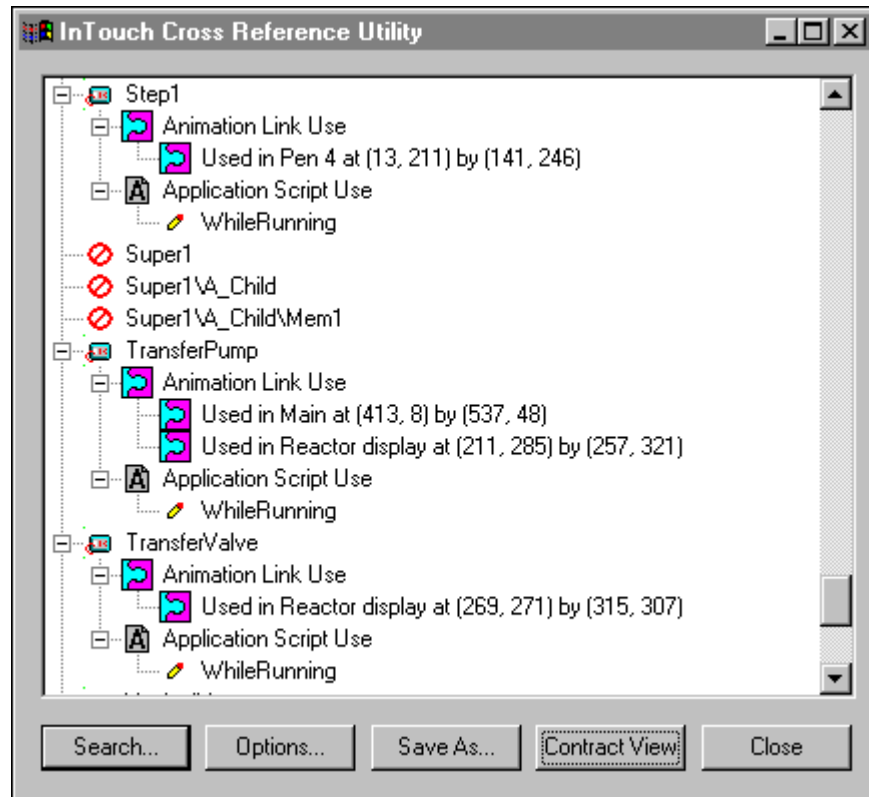 InTouch Cross Reference Utility
Step1
Animation Link Use
Used in Pen 4 at (13, 211) by (141, 246)
Application Script Use
WhileRunning
Super1
Super1\A_Child
Super1\A_Child\Mem1
TransferPump
Animation Link Use
Used in Main at (413, 8) by (537, 48)
Used in Reactor display at (211, 285) by (257, 321)
Application Script Use
WhileRunning
TransferValve
Animation Link Use
Used in Reactor display at (269, 271) by (315, 307)
Application Script Use
WhileRunning
Search... Options... Save As... Contract View Close